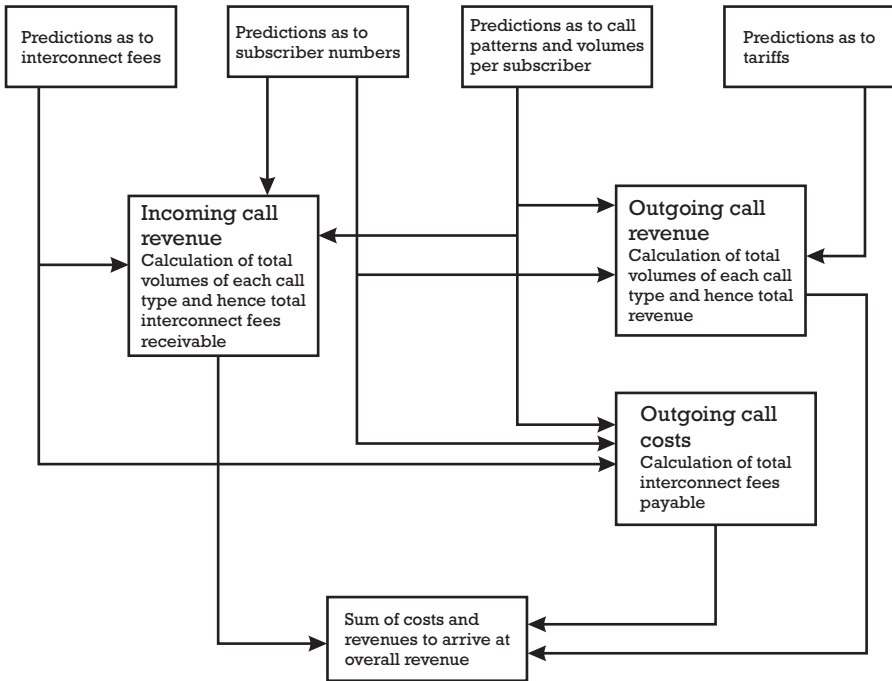 Predictions as to
interconnect fees
Predictions as to
subscriber numbers
Predictions as to call
patterns and volumes
per subscriber
Predictions as to
tariffs
Incoming call
revenue
Calculation of total
volumes of each call
type and hence total
interconnect fees
receivable
Outgoing call
revenue
Calculation of total
volumes of each call
type and hence total
revenue
Outgoing call
costs
Calculation of total
interconnect fees
payable
Sum of costs and
revenues to arrive at
overall revenue